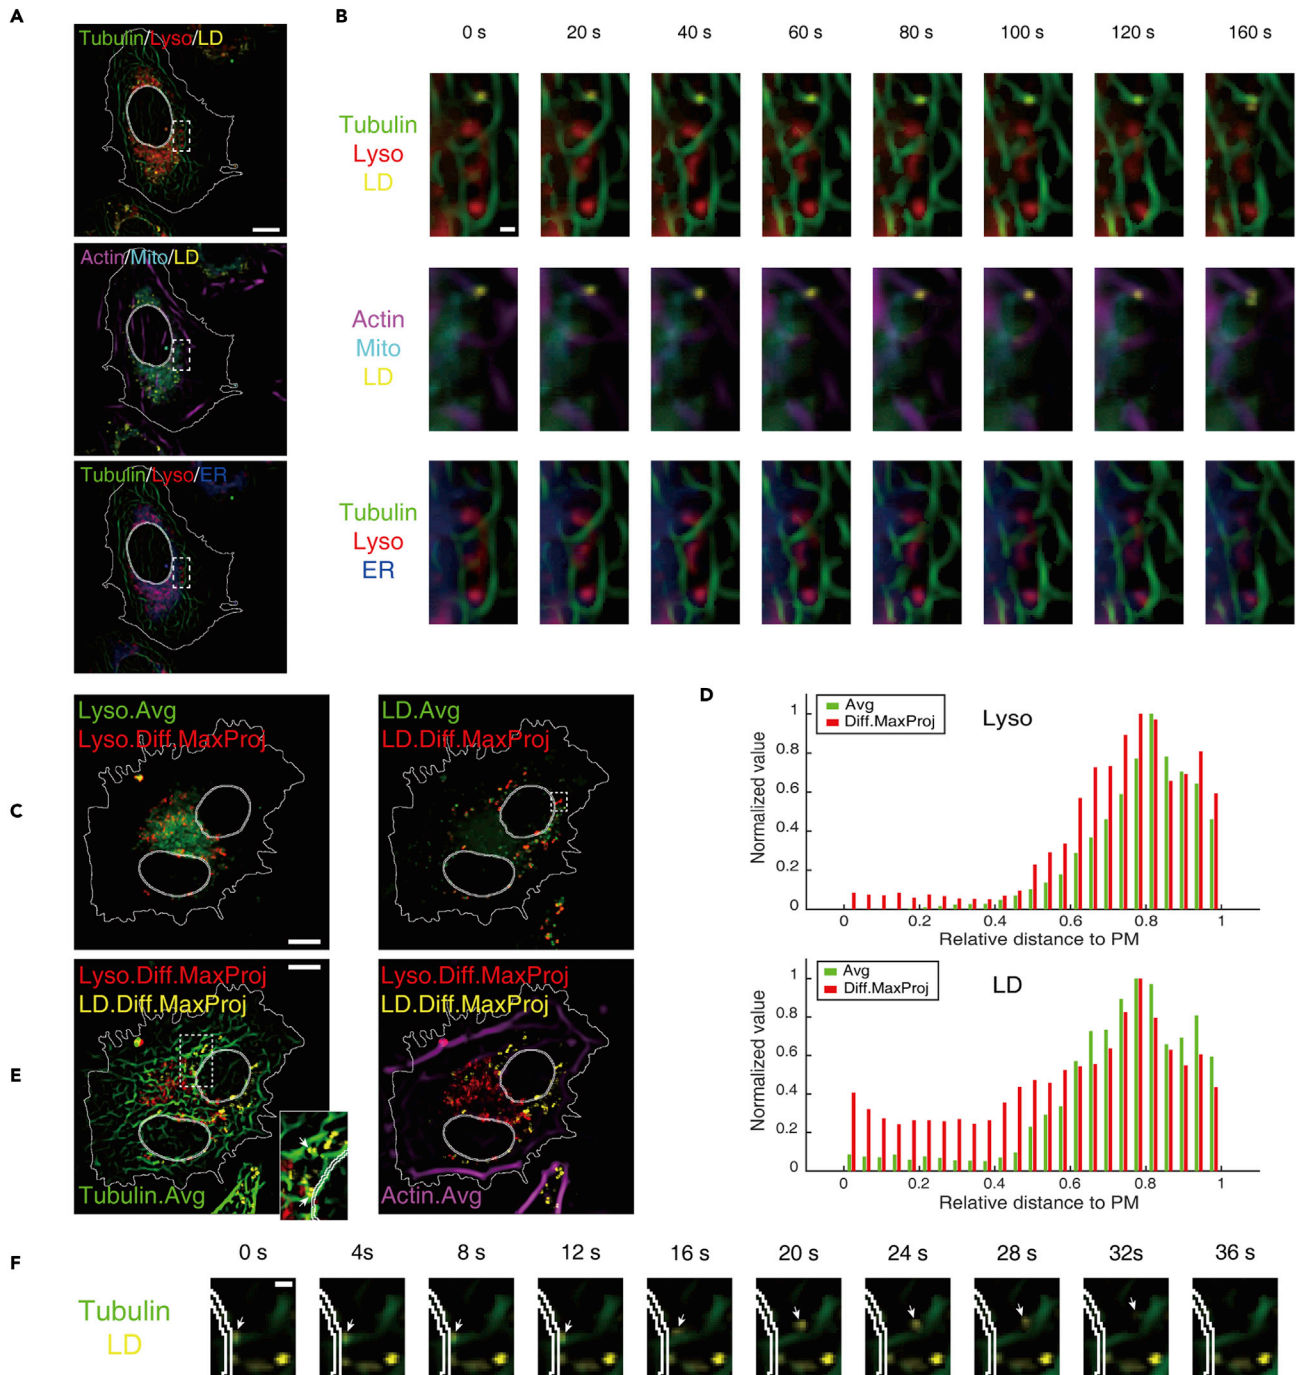 A
Tubulin/Lyso/LD
Actin/Mito/LD
Tubulin/Lyso/ER
B
0 s 20 s 40 s 60 s 80 s 100 s 120 s 160 s
Tubulin
Lyso
LD
Actin
Mito
LD
Tubulin
Lyso
ER
C
Lyso.Avg
Lyso.Diff.MaxProj
LD.Avg
LD.Diff.MaxProj
D
Avg
Diff.MaxProj
Lyso
Normalized value
1
0.8
0.6
0.4
0.2
0
0 0.2 0.4 0.6 0.8 1
Relative distance to PM
Avg
Diff.MaxProj
LD
Normalized value
1
0.8
0.6
0.4
0.2
0
0 0.2 0.4 0.6 0.8 1
Relative distance to PM
E
Lyso.Diff.MaxProj
LD.Diff.MaxProj
Tubulin.Avg
Lyso.Diff.MaxProj
LD.Diff.MaxProj
Actin.Avg
F
0 s 4s 8 s 12 s 16 s 20 s 24 s 28 s 32s 36 s
Tubulin
LD